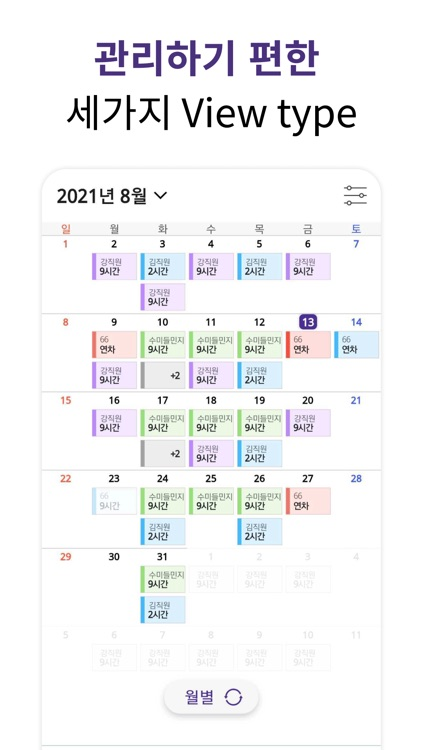 관리하기 편한
세가지 View type
2021년 8월
일 월 화 수 목 금 토
1 2 3 4 5 6 7
강직원 김직원 강직원 김직원 강직원
9시간 2시간 9시간 2시간 9시간
강직원
9시간
8 9 10 11 12 13 14
66 수미들민지 수미들민지 수미들민지 66 66
연차 9시간 9시간 9시간 연차 연차
강직원 +2 강직원 김직원
9시간 9시간 2시간
15 16 17 18 19 20 21
강직원 수미들민지 수미들민지 수미들민지 강직원
9시간 9시간 9시간 9시간 9시간
+2 강직원 김직원
9시간 2시간
22 23 24 25 26 27 28
66 수미들민지 수미들민지 수미들민지 66
9시간 9시간 9시간 9시간 연차
김직원 김직원
2시간 2시간
29 30 31 1 2 3 4
수미들민지 강직원 강직원 강직원
9시간 9시간 9시간 9시간
김직원
2시간
5 6 7 8 9 10 11
강직원 강직원 강직원 강직원 강직원
9시간 9시간 9시간 9시간 9시간
월별